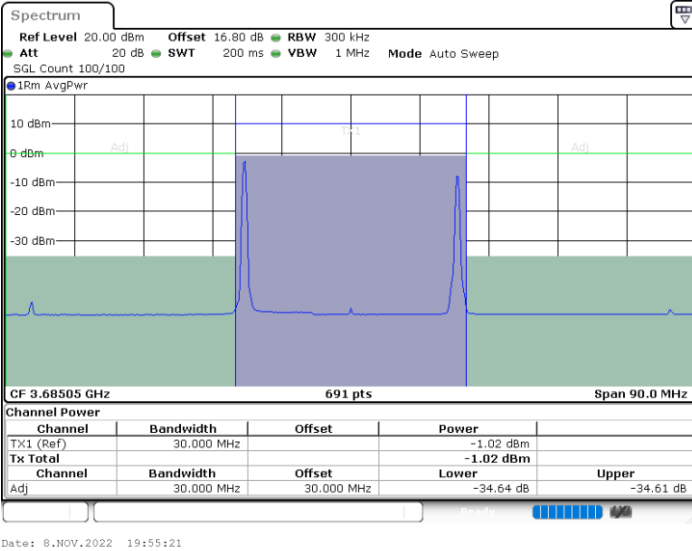 Spectrum
Ref Level 20.00 dBm Offset 16.80 dB RBW 300 kHz
Att 20 dB SWT 200 ms VBW 1 MHz Mode Auto Sweep
SGL Count 100/100
1Rm AvgPwr
10 dBm
TX1
Adj
Adj
0 dBm
-10 dBm
-20 dBm
-30 dBm
CF 3.68505 GHz 691 pts Span 90.0 MHz
Channel Power
Channel Bandwidth Offset Power
TX1 (Ref) 30.000 MHz -1.02 dBm
Tx Total -1.02 dBm
Channel Bandwidth Offset Lower Upper
Adj 30.000 MHz 30.000 MHz -34.64 dB -34.61 dB
Ready
Date: 8.NOV.2022 19:55:21